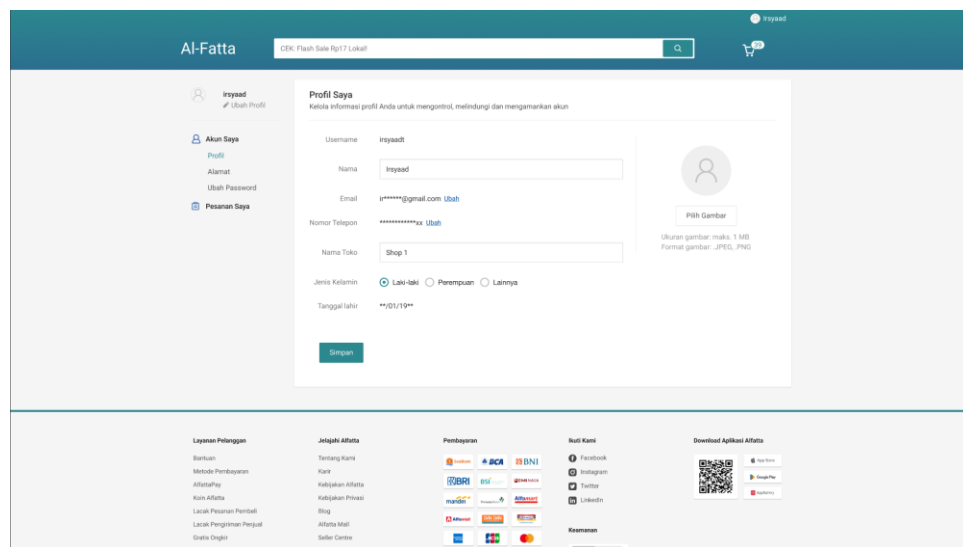 Irsyaad
Al-Fatta
CEK: Flash Sale Rp17 Lokal!
irsyaad
Ubah Profil
Akun Saya
Profil
Alamat
Ubah Password
Pesanan Saya
Profil Saya
Kelola informasi profil Anda untuk mengontrol, melindungi dan mengamankan akun
Username irsyaadt
Nama Irsyaad
Email ir******@gmail.com Ubah
Nomor Telepon ************xx Ubah
Nama Toko Shop 1
Jenis Kelamin Laki-laki Perempuan Lainnya
Tanggal lahir **/01/19**
Simpan
Pilih Gambar
Ukuran gambar: maks. 1 MB
Format gambar: .JPEG, .PNG
Layanan Pelanggan
Bantuan
Metode Pembayaran
AlfattaPay
Koin Alfatta
Lacak Pesanan Pembeli
Lacak Pengiriman Penjual
Gratis Ongkir
Jelajahi Alfatta
Tentang Kami
Karir
Kebijakan Alfatta
Kebijakan Privasi
Blog
Alfatta Mall
Seller Centre
Pembayaran
BCA
BNI
BRI
BSI
mandiri
Alfamart
Alfamidi
JCB
Ikuti Kami
Facebook
Instagram
Twitter
LinkedIn
Keamanan
Download Aplikasi Alfatta
App Store
Google Play
AppGallery